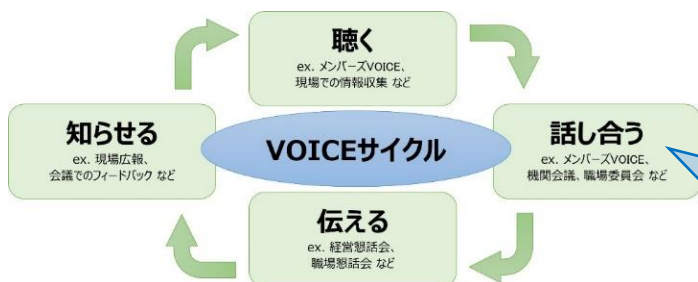 聴く
ex. メンバーズVOICE、
現場での情報収集 など
知らせる
ex. 現場広報、
会議でのフィードバック など
VOICEサイクル
話し合う
ex. メンバーズVOICE、
機関会議、職場委員会 など
伝える
ex. 経営懇話会、
職場懇話会 など